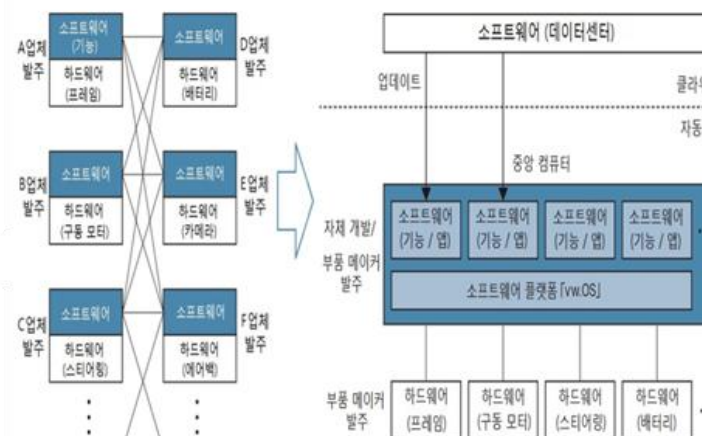 A업체
발주
소프트웨어
(기능)
하드웨어
(프레임)
소프트웨어
하드웨어
(배터리)
D업체
발주
B업체
발주
소프트웨어
하드웨어
(구동 모터)
소프트웨어
하드웨어
(카메라)
E업체
발주
C업체
발주
소프트웨어
하드웨어
(스티어링)
소프트웨어
하드웨어
(에어백)
F업체
발주
소프트웨어 (데이터센터)
업데이트
자동
중앙 컴퓨터
자체 개발/
부품 메이커
발주
소프트웨어
(기능 / 앱)
소프트웨어
(기능 / 앱)
소프트웨어
(기능 / 앱)
소프트웨어
(기능 / 앱)
소프트웨어 플랫폼 「vw.OS」
부품 메이커
발주
하드웨어
(프레임)
하드웨어
(구동 모터)
하드웨어
(스티어링)
하드웨어
(배터리)